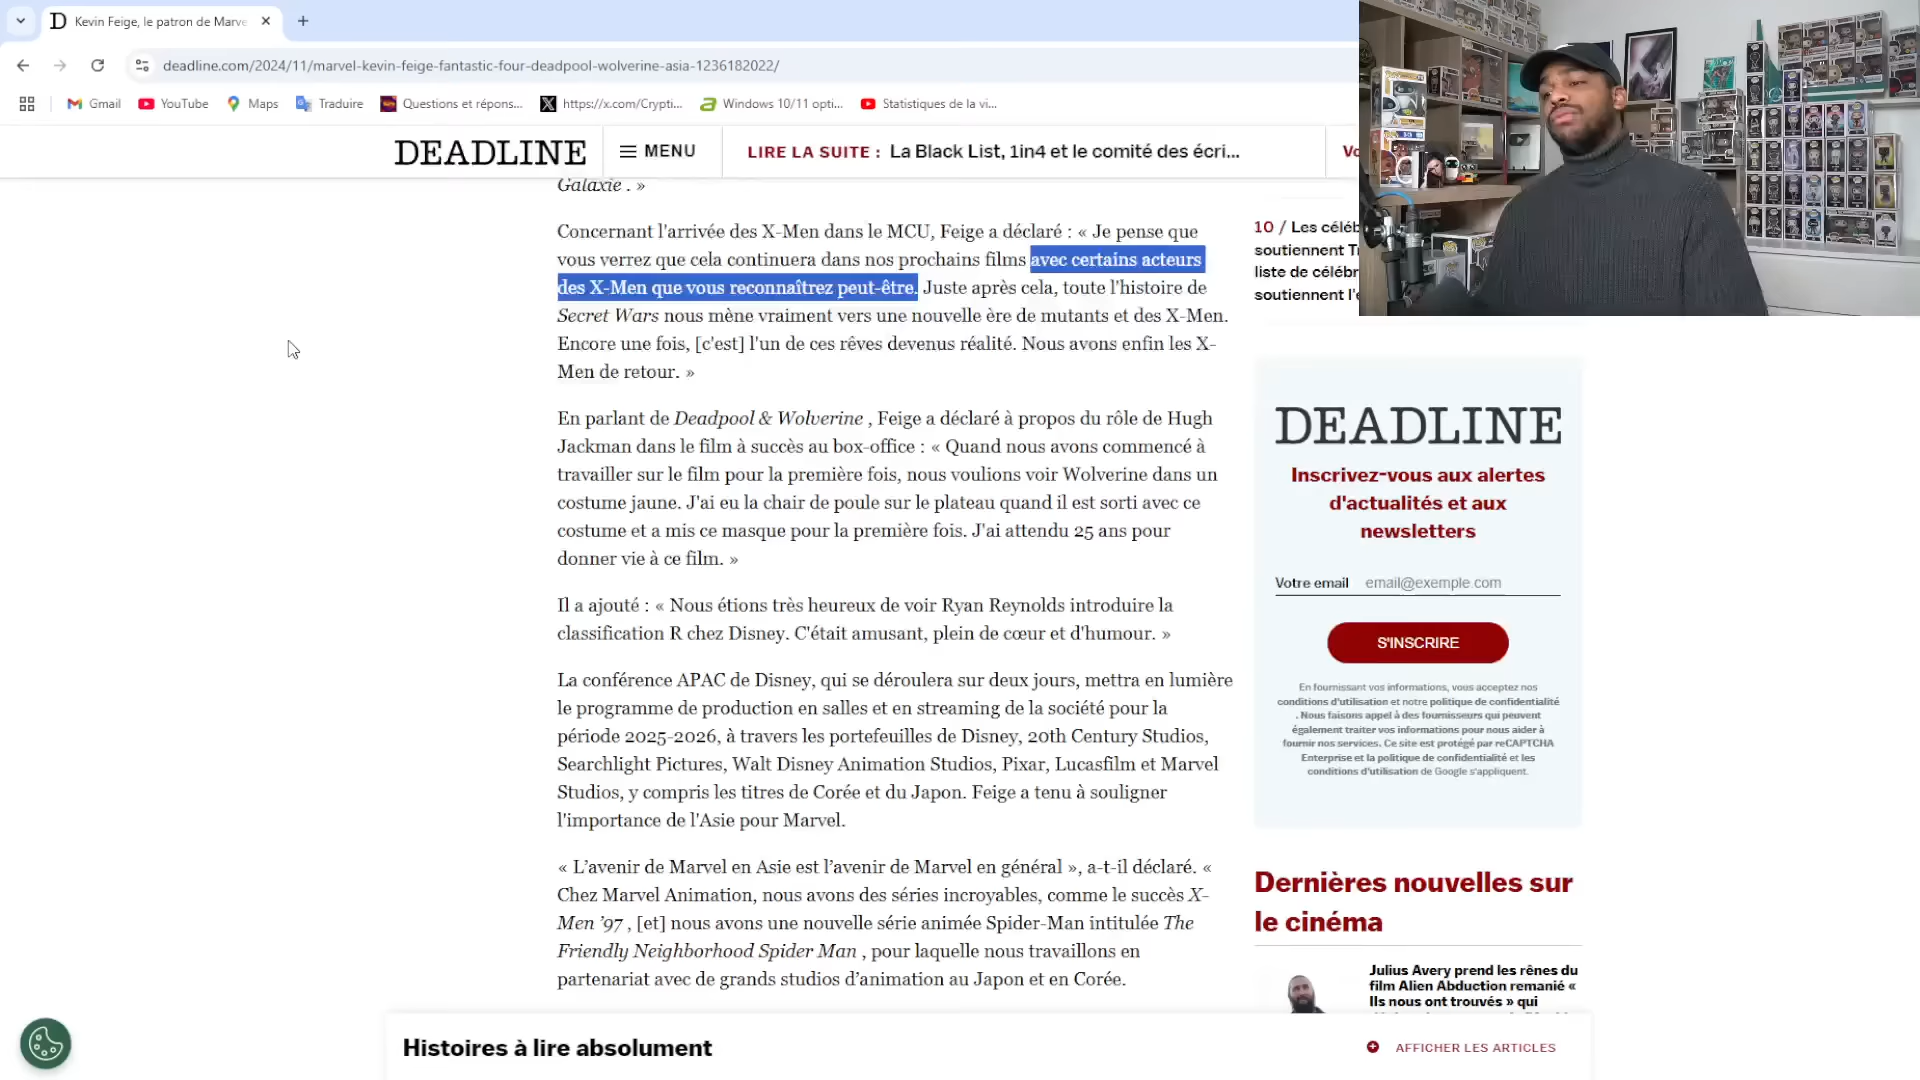 Kevin Feige, le patron de Marve
deadline.com/2024/11/marvel-kevin-feige-fantastic-four-deadpool-wolverine-asia-1236182022/
Gmail
YouTube
Maps
Traduire
Questions et répons...
https://x.com/Crypti...
Windows 10/11 opti...
Statistiques de la vi...
DEADLINE
MENU
LIRE LA SUITE : La Black List, 1in4 et le comité des écri...
Galaxie . »
Concernant l'arrivée des X-Men dans le MCU, Feige a déclaré : « Je pense que
vous verrez que cela continuera dans nos prochains films avec certains acteurs
des X-Men que vous reconnaîtrez peut-être. Juste après cela, toute l'histoire de
Secret Wars nous mène vraiment vers une nouvelle ère de mutants et des X-Men.
Encore une fois, [c'est] l'un de ces rêves devenus réalité. Nous avons enfin les X-
Men de retour. »
En parlant de Deadpool & Wolverine , Feige a déclaré à propos du rôle de Hugh
Jackman dans le film à succès au box-office : « Quand nous avons commencé à
travailler sur le film pour la première fois, nous voulions voir Wolverine dans un
costume jaune. J'ai eu la chair de poule sur le plateau quand il est sorti avec ce
costume et a mis ce masque pour la première fois. J'ai attendu 25 ans pour
donner vie à ce film. »
Il a ajouté : « Nous étions très heureux de voir Ryan Reynolds introduire la
classification R chez Disney. C'était amusant, plein de cœur et d'humour. »
La conférence APAC de Disney, qui se déroulera sur deux jours, mettra en lumière
le programme de production en salles et en streaming de la société pour la
période 2025-2026, à travers les portefeuilles de Disney, 20th Century Studios,
Searchlight Pictures, Walt Disney Animation Studios, Pixar, Lucasfilm et Marvel
Studios, y compris les titres de Corée et du Japon. Feige a tenu à souligner
l'importance de l'Asie pour Marvel.
« L'avenir de Marvel en Asie est l'avenir de Marvel en général », a-t-il déclaré. «
Chez Marvel Animation, nous avons des séries incroyables, comme le succès X-
Men '97 , [et] nous avons une nouvelle série animée Spider-Man intitulée The
Friendly Neighborhood Spider Man , pour laquelle nous travaillons en
partenariat avec de grands studios d'animation au Japon et en Corée.
10 / Les céléb
soutiennent T
liste de célébr
soutiennent l'
DEADLINE
Inscrivez-vous aux alertes
d'actualités et aux
newsletters
Votre email email@exemple.com
S'INSCRIRE
En fournissant vos informations, vous acceptez nos
conditions d'utilisation et notre politique de confidentialité
. Nous faisons appel à des fournisseurs qui peuvent
également traiter vos informations pour nous aider à
fournir nos services. Ce site est protégé par reCAPTCHA
Enterprise et la politique de confidentialité et les
conditions d'utilisation de Google s'appliquent.
Dernières nouvelles sur
le cinéma
Julius Avery prend les rênes du
film Alien Abduction remanié «
Ils nous ont trouvés » qui
Histoires à lire absolument
AFFICHER LES ARTICLES